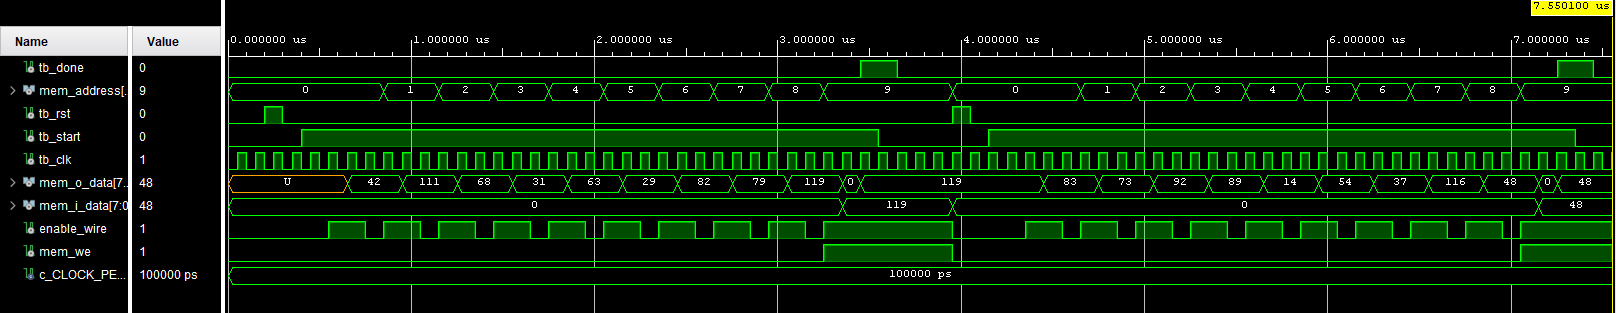 7.550100 us
Name Value 0.000000 us 1.000000 us 2.000000 us 3.000000 us 4.000000 us 5.000000 us 6.000000 us 7.000000 us
tb_done 0
mem_address[... 9 0 1 2 3 4 5 6 7 8 9 0 1 2 3 4 5 6 7 8 9
tb_rst 0
tb_start 0
tb_clk 1
mem_o_data[7... 48 U 42 111 68 31 63 29 82 79 119 0 119 83 73 92 89 14 54 37 116 48 0 48
mem_i_data[7:0 48 0 119 0 48
enable_wire 1
mem_we 1
c_CLOCK_PE... 100000 ps 100000 ps